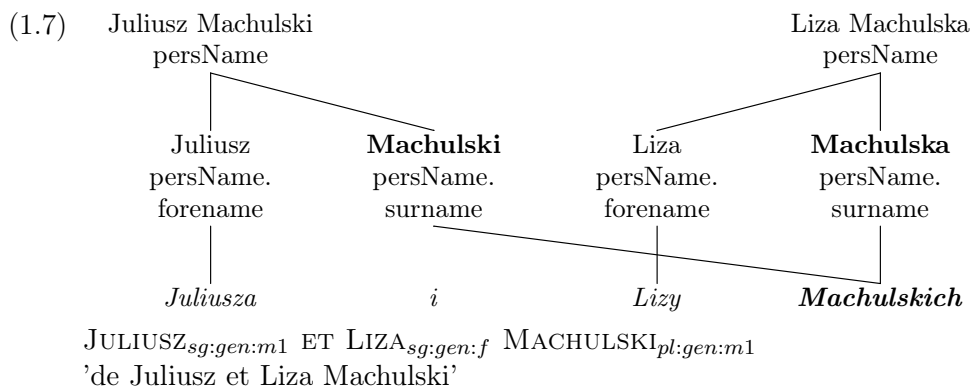 (1.7) Juliusz Machulski Liza Machulska
persName persName
Juliusz Machulski Liza Machulska
persName. persName. persName. persName.
forename surname forename surname
Juliusza i Lizy Machulskich
JULIUSZsg:gen:m1 ET LIZAsg:gen:f MACHULSKIpl:gen:m1
'de Juliusz et Liza Machulski'